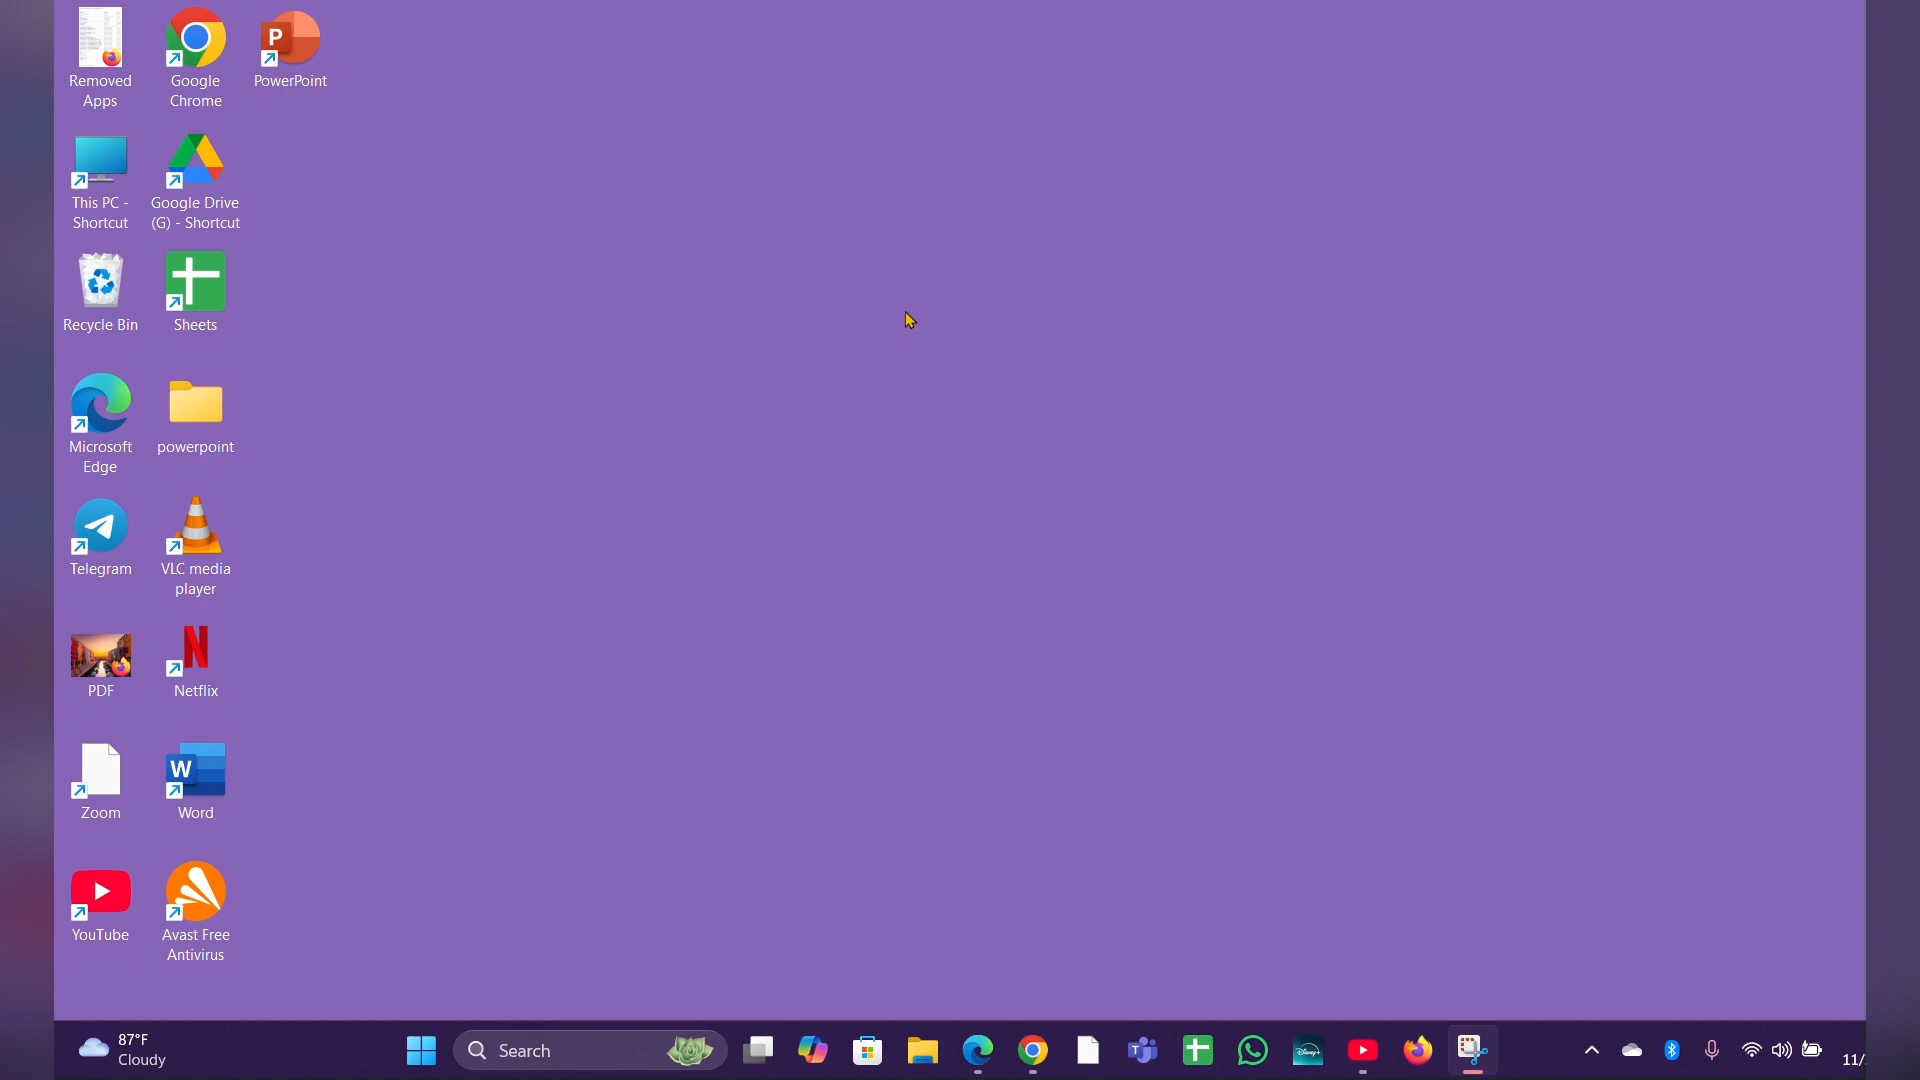 Removed
Apps
Google
Chrome
P
PowerPoint
This PC -
Shortcut
Google Drive
(G) - Shortcut
Recycle Bin
Sheets
Microsoft
Edge
powerpoint
Telegram
VLC media
player
PDF
N
Netflix
Zoom
W
Word
YouTube
Avast Free
Antivirus
87°F
Cloudy
Search
T
Disney+
11/